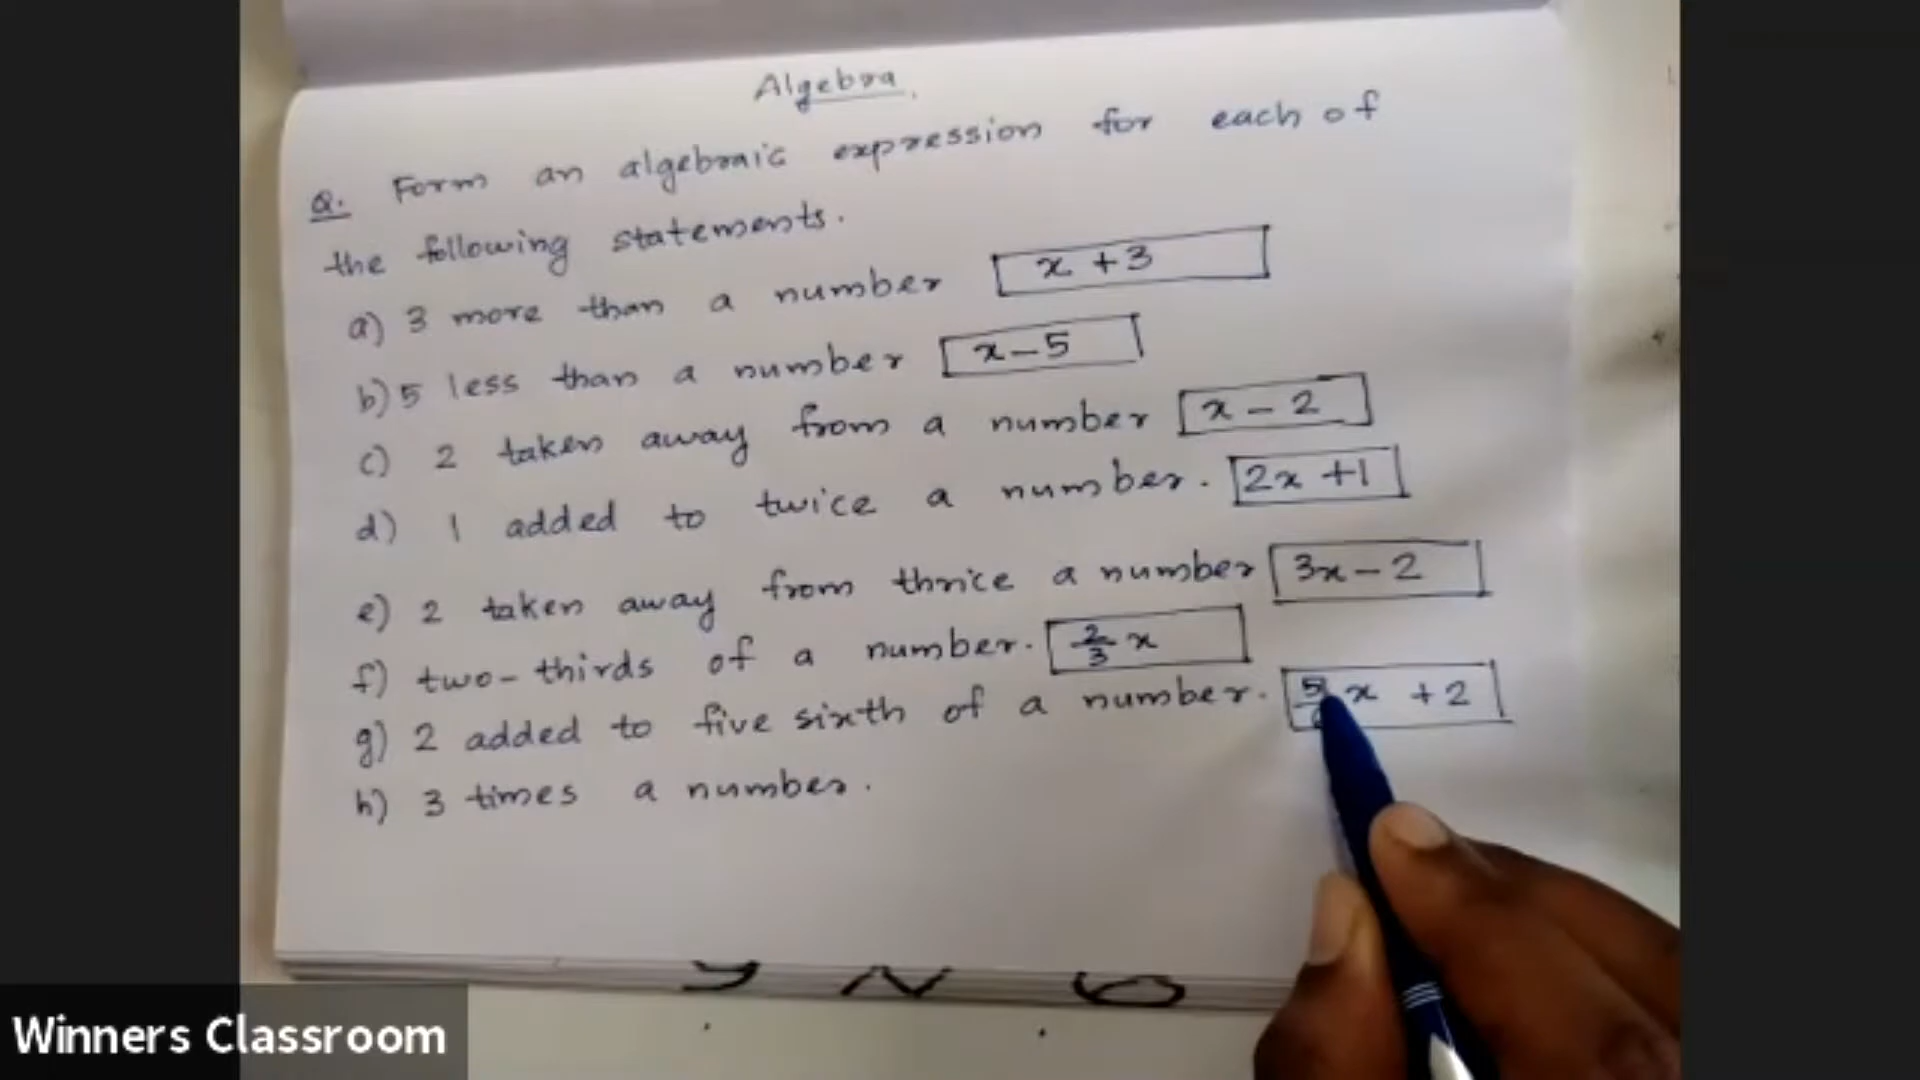 Algebra
Q. Form an algebraic expression for each of
the following statements.
a) 3 more than a number x + 3
b) 5 less than a number x - 5
c) 2 taken away from a number x - 2
d) 1 added to twice a number. 2x + 1
e) 2 taken away from thrice a number 3x - 2
f) two-thirds of a number. 2/3 x
g) 2 added to five sixth of a number. x + 2
h) 3 times a number.
Winners Classroom